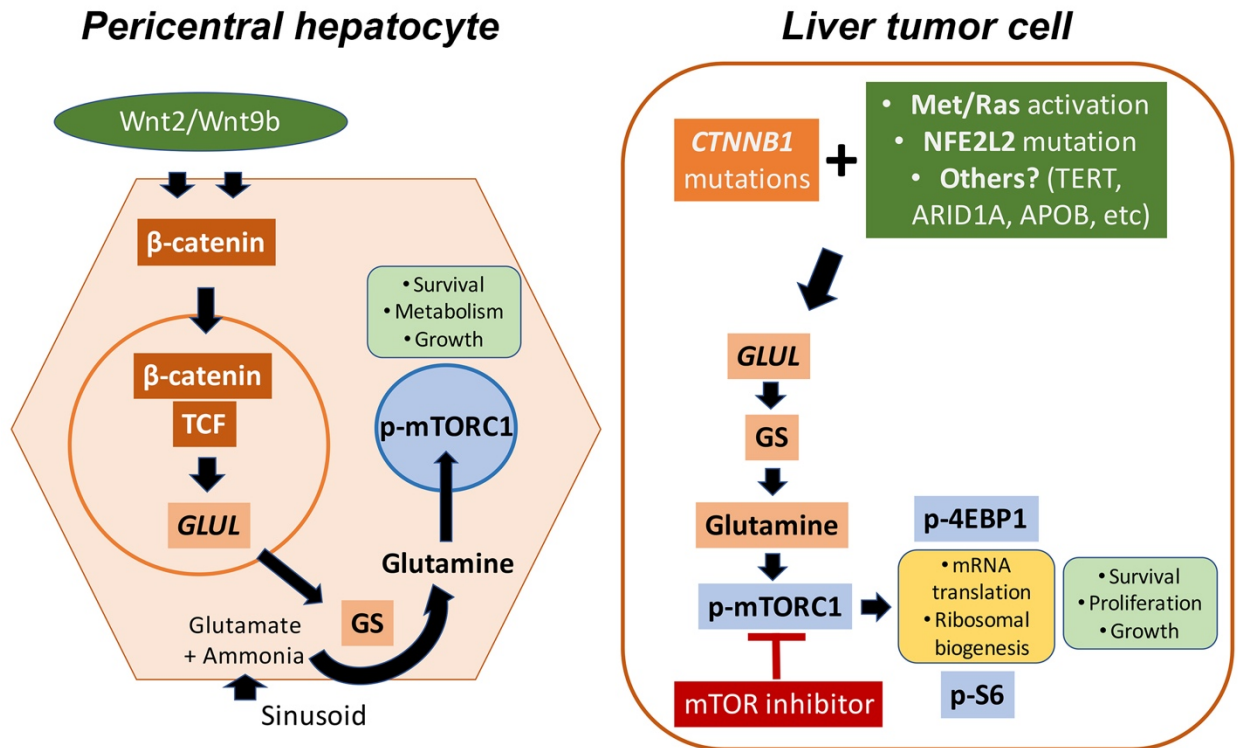 Pericentral hepatocyte
Wnt2/Wnt9b
β-catenin
β-catenin
TCF
GLUL
• Survival
• Metabolism
• Growth
p-mTORC1
Glutamine
GS
Glutamate
+ Ammonia
Sinusoid
Liver tumor cell
CTNNB1
mutations
+
• Met/Ras activation
• NFE2L2 mutation
• Others? (TERT,
ARID1A, APOB, etc)
GLUL
GS
Glutamine
p-mTORC1
mTOR inhibitor
p-4EBP1
• mRNA
translation
• Ribosomal
biogenesis
p-S6
• Survival
• Proliferation
• Growth